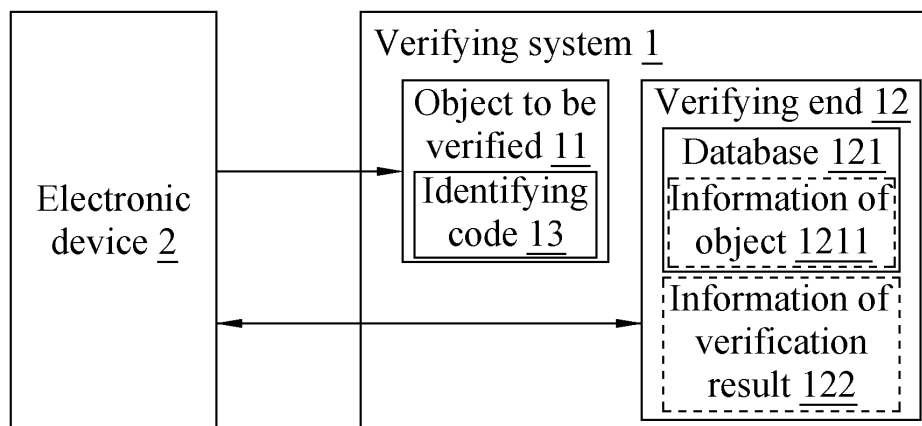 Electronic
device 2
Verifying system 1
Object to be
verified 11
Identifying
code 13
Verifying end 12
Database 121
Information of
object 1211
Information of
verification
result 122